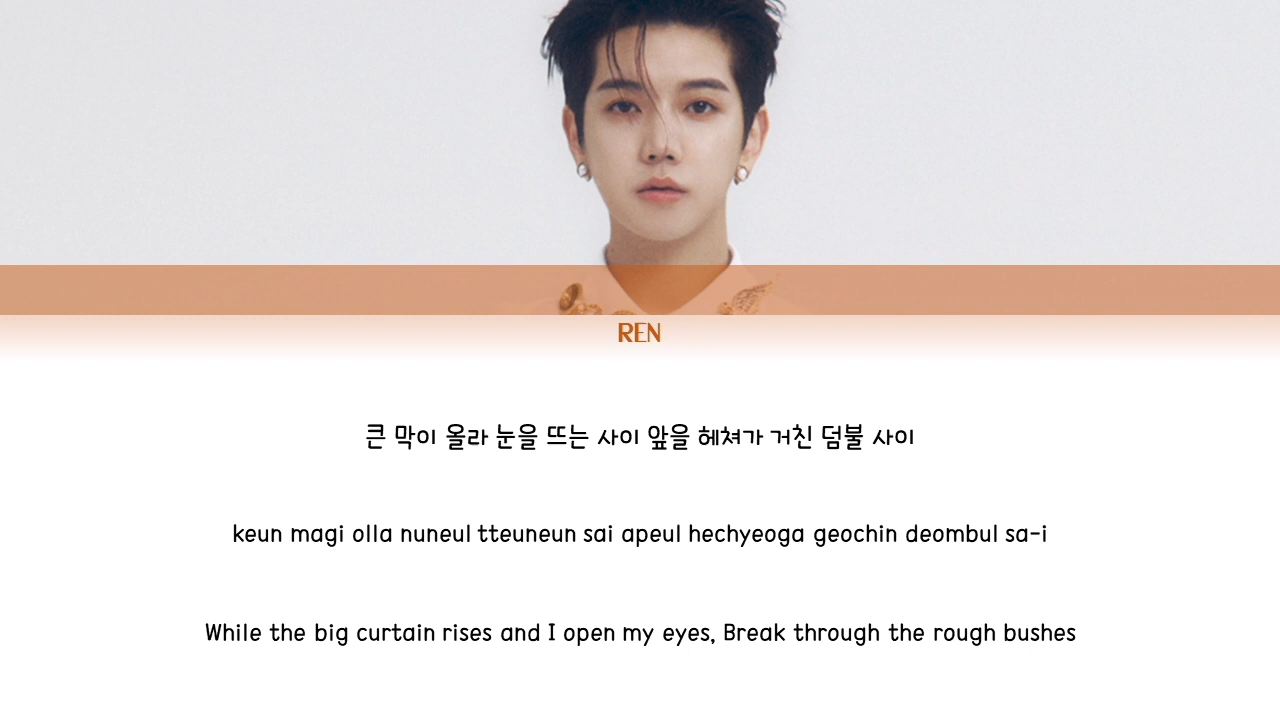 REN
큰 막이 올라 눈을 뜨는 사이 앞을 헤쳐가 거친 덤불 사이
keun magi olla nuneul tteuneun sai apeul hechyeoga geochin deombul sa-i
While the big curtain rises and I open my eyes, Break through the rough bushes